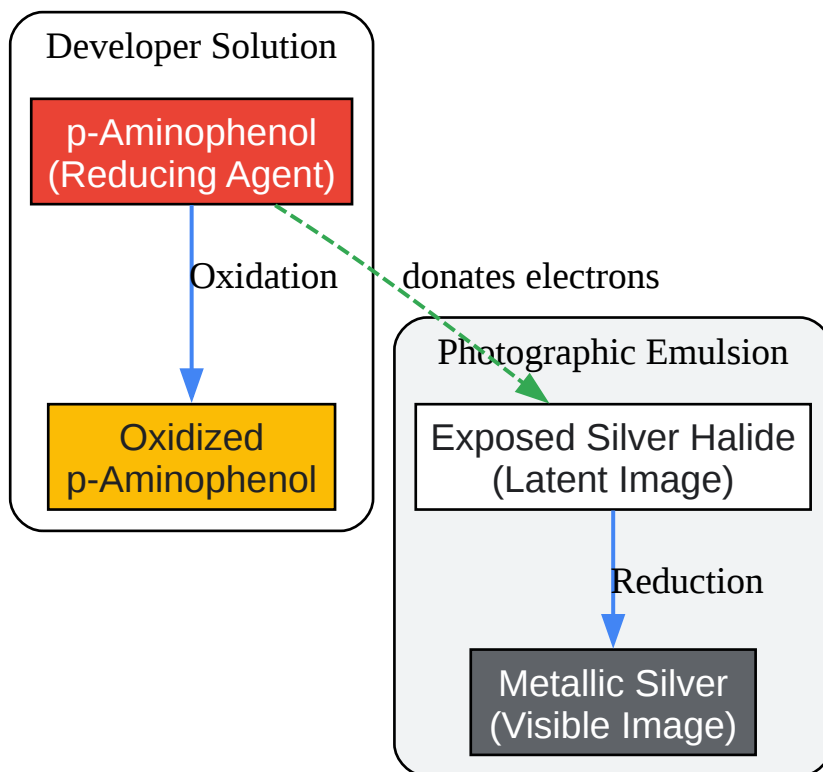 Developer Solution
p-Aminophenol
(Reducing Agent)
Oxidation
donates electrons
Photographic Emulsion
Oxidized
p-Aminophenol
Exposed Silver Halide
(Latent Image)
Reduction
Metallic Silver
(Visible Image)